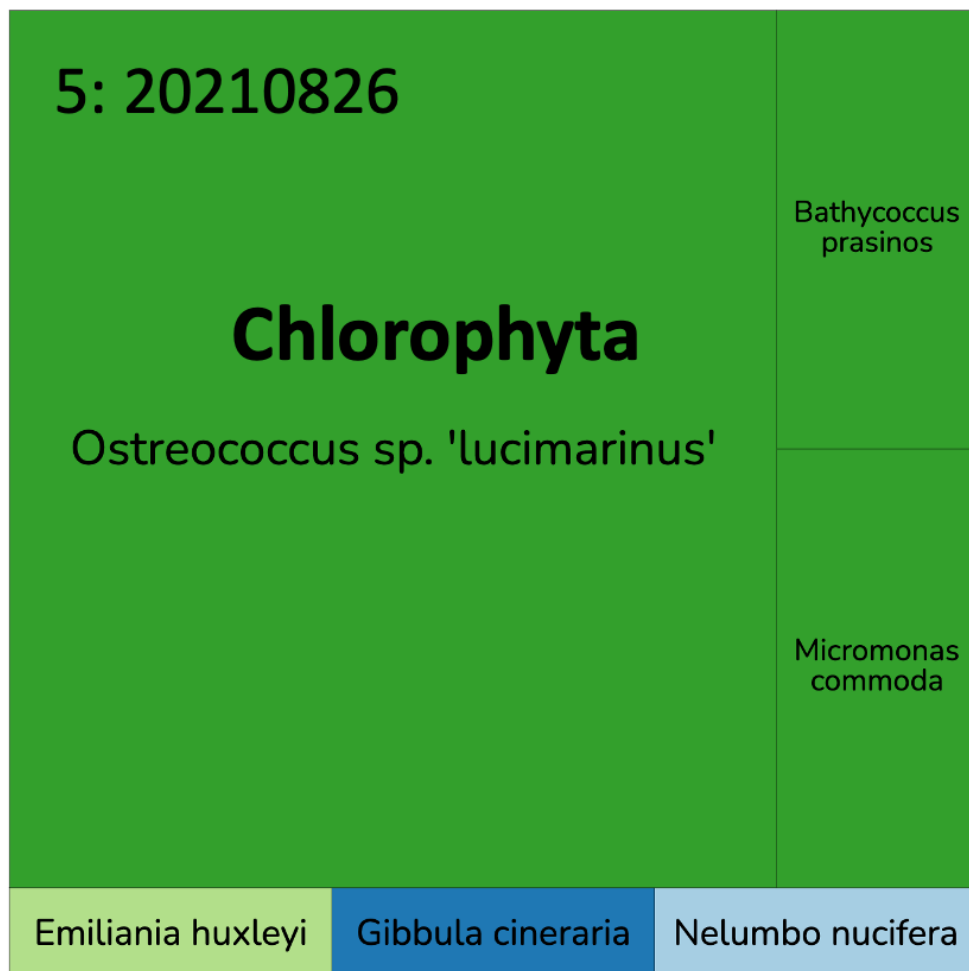 5: 20210826
Chlorophyta
Ostreococcus sp. 'lucimarinus'
Bathycoccus
prasinos
Micromonas
commoda
Emiliania huxleyi
Gibbula cineraria
Nelumbo nucifera